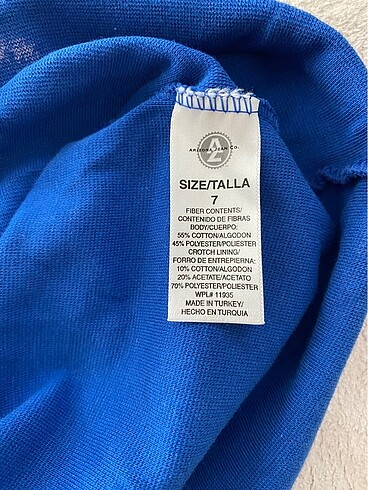 ARIZONA JEAN CO.
AZ
SIZE/TALLA
7
FIBER CONTENTS/
CONTENIDO DE FIBRAS
BODY/CUERPO:
55% COTTON/ALGODON
45% POLYESTER/POLIESTER
CROTCH LINING/
FORRO DE ENTREPIERNA:
10% COTTON/ALGODON
20% ACETATE/ACETATO
70% POLYESTER/POLIESTER
WPL# 11935
MADE IN TURKEY/
HECHO EN TURQUIA